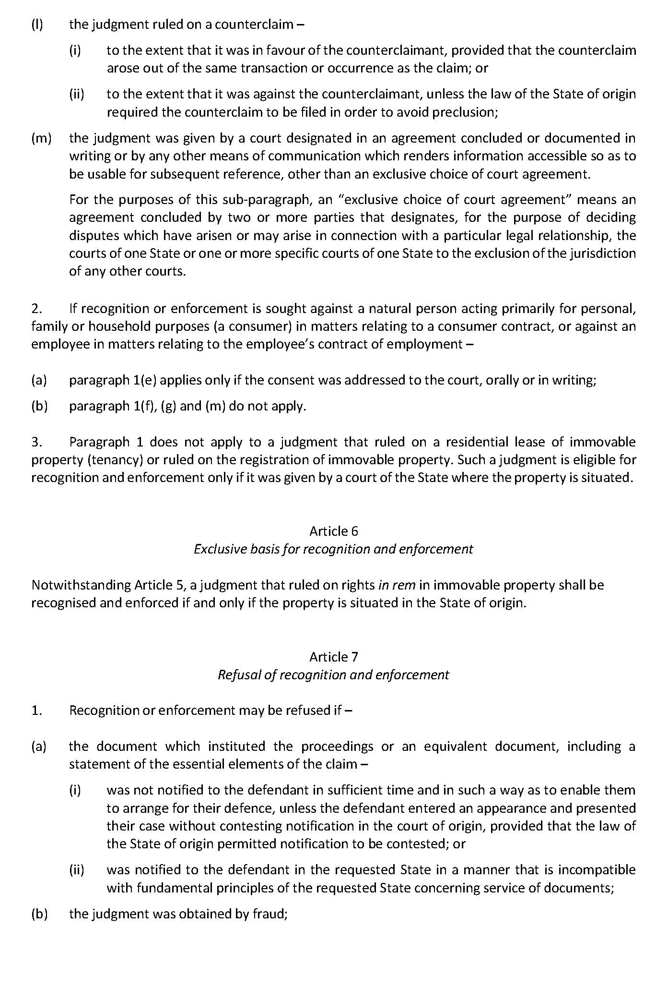 (l) the judgment ruled on a counterclaim –
(i) to the extent that it was in favour of the counterclaimant, provided that the counterclaim
arose out of the same transaction or occurrence as the claim; or
(ii) to the extent that it was against the counterclaimant, unless the law of the State of origin
required the counterclaim to be filed in order to avoid preclusion;
(m) the judgment was given by a court designated in an agreement concluded or documented in
writing or by any other means of communication which renders information accessible so as to
be usable for subsequent reference, other than an exclusive choice of court agreement.
For the purposes of this sub-paragraph, an “exclusive choice of court agreement” means an
agreement concluded by two or more parties that designates, for the purpose of deciding
disputes which have arisen or may arise in connection with a particular legal relationship, the
courts of one State or one or more specific courts of one State to the exclusion of the jurisdiction
of any other courts.
2. If recognition or enforcement is sought against a natural person acting primarily for personal,
family or household purposes (a consumer) in matters relating to a consumer contract, or against an
employee in matters relating to the employee’s contract of employment –
(a) paragraph 1(e) applies only if the consent was addressed to the court, orally or in writing;
(b) paragraph 1(f), (g) and (m) do not apply.
3. Paragraph 1 does not apply to a judgment that ruled on a residential lease of immovable
property (tenancy) or ruled on the registration of immovable property. Such a judgment is eligible for
recognition and enforcement only if it was given by a court of the State where the property is situated.
Article 6
Exclusive basis for recognition and enforcement
Notwithstanding Article 5, a judgment that ruled on rights in rem in immovable property shall be
recognised and enforced if and only if the property is situated in the State of origin.
Article 7
Refusal of recognition and enforcement
1. Recognition or enforcement may be refused if –
(a) the document which instituted the proceedings or an equivalent document, including a
statement of the essential elements of the claim –
(i) was not notified to the defendant in sufficient time and in such a way as to enable them
to arrange for their defence, unless the defendant entered an appearance and presented
their case without contesting notification in the court of origin, provided that the law of
the State of origin permitted notification to be contested; or
(ii) was notified to the defendant in the requested State in a manner that is incompatible
with fundamental principles of the requested State concerning service of documents;
(b) the judgment was obtained by fraud;